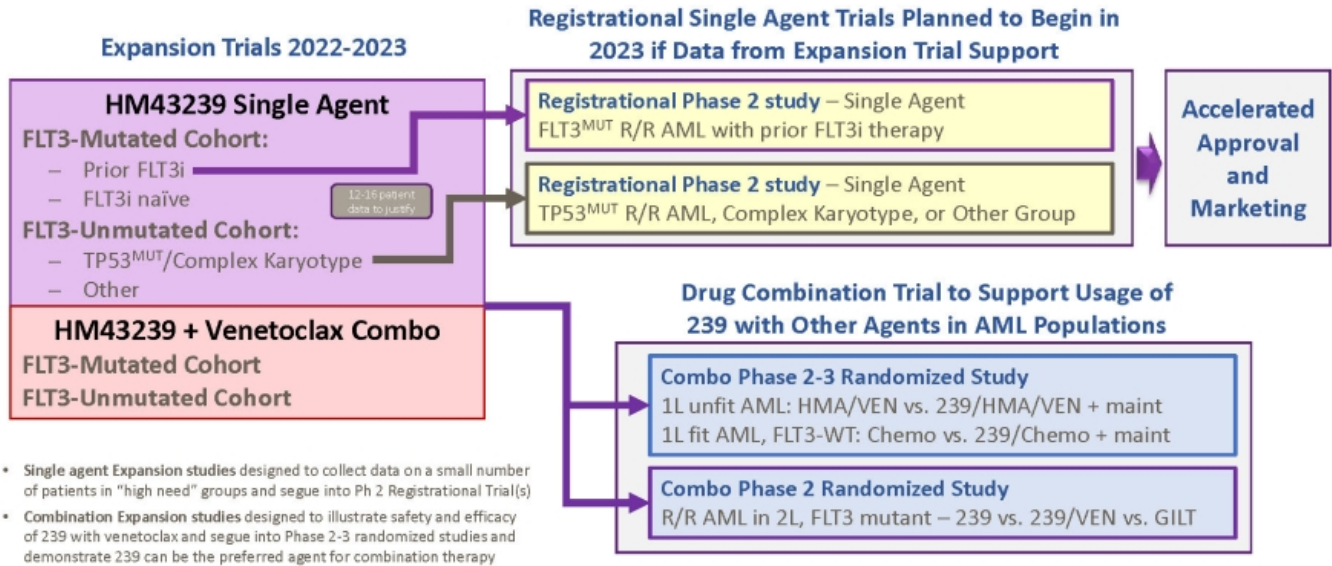 Expansion Trials 2022-2023
HM43239 Single Agent
FLT3-Mutated Cohort:
– Prior FLT3i
– FLT3i naïve
12-16 patient
data to justify
FLT3-Unmutated Cohort:
– TP53MUT/Complex Karyotype
– Other
HM43239 + Venetoclax Combo
FLT3-Mutated Cohort
FLT3-Unmutated Cohort
• Single agent Expansion studies designed to collect data on a small number
of patients in “high need” groups and segue into Ph 2 Registrational Trial(s)
• Combination Expansion studies designed to illustrate safety and efficacy
of 239 with venetoclax and segue into Phase 2-3 randomized studies and
demonstrate 239 can be the preferred agent for combination therapy
Registrational Single Agent Trials Planned to Begin in
2023 if Data from Expansion Trial Support
Registrational Phase 2 study – Single Agent
FLT3MUT R/R AML with prior FLT3i therapy
Registrational Phase 2 study – Single Agent
TP53MUT R/R AML, Complex Karyotype, or Other Group
Accelerated
Approval
and
Marketing
Drug Combination Trial to Support Usage of
239 with Other Agents in AML Populations
Combo Phase 2-3 Randomized Study
1L unfit AML: HMA/VEN vs. 239/HMA/VEN + maint
1L fit AML, FLT3-WT: Chemo vs. 239/Chemo + maint
Combo Phase 2 Randomized Study
R/R AML in 2L, FLT3 mutant – 239 vs. 239/VEN vs. GILT